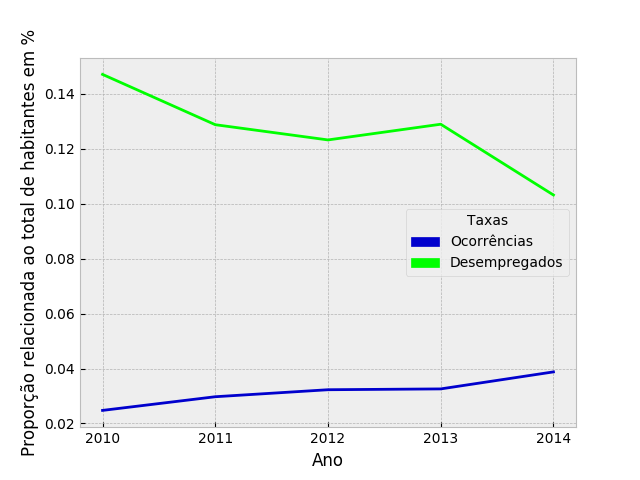 Proporção relacionada ao total de habitantes em %
0.14
0.12
0.10
0.08
0.06
0.04
0.02
Taxas
Ocorrências
Desempregados
2010 2011 2012 2013 2014
Ano